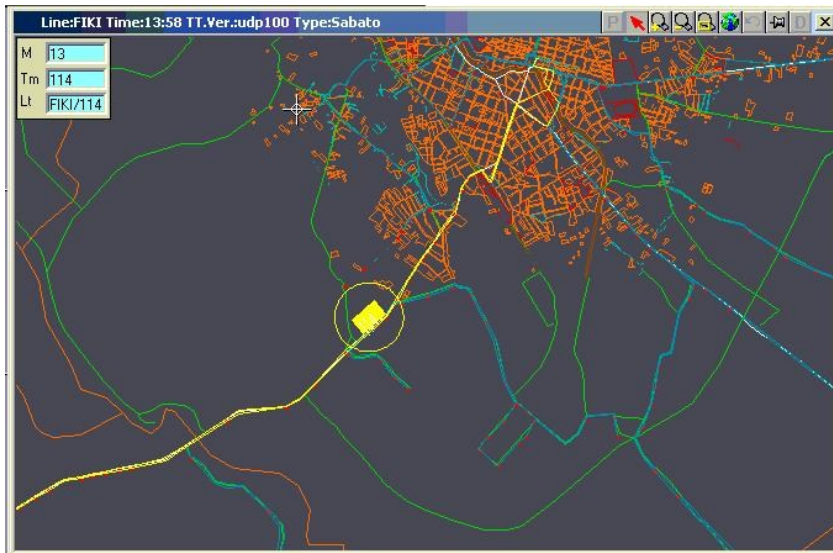 Line:FIKI Time:13:58 TT.Ver.:udp100 Type:Sabato
P
D
M 13
Tm 114
Lt FIKI/114